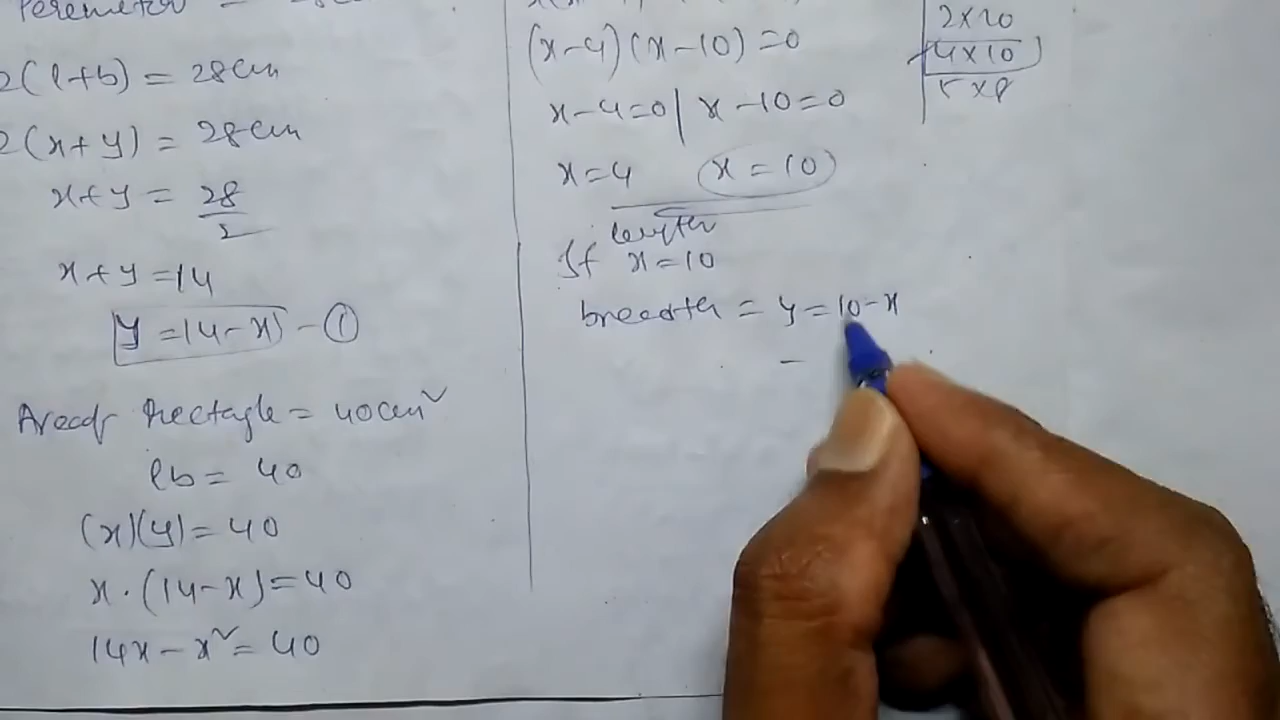 Peremeter =
2(l+b) = 28cm
2(x+y) = 28cm
x+y = 28/2
x+y = 14
y = 14-x - ①
Area of Rectagle = 40cm²
lb = 40
(x)(y) = 40
x.(14-x) = 40
14x - x² = 40
(x-4)(x-10) = 0
x-4=0 | x-10=0
x=4 x=10
length
If x=10
breadth = y = 10-x
=
2×20
4×10
5×8